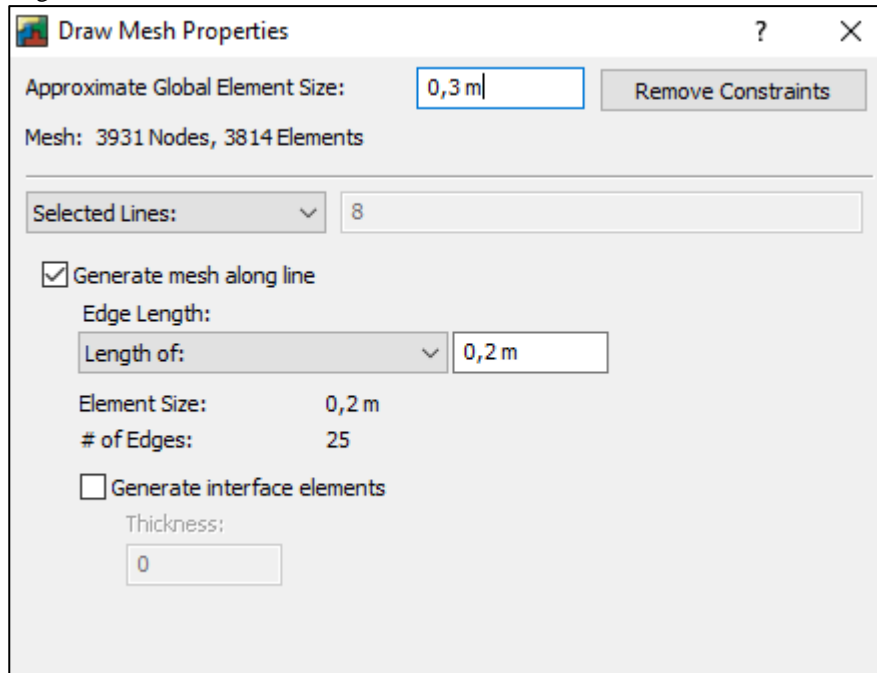 Draw Mesh Properties ? ×
Approximate Global Element Size: 0,3 m Remove Constraints
Mesh: 3931 Nodes, 3814 Elements
Selected Lines: 8
Generate mesh along line
Edge Length:
Length of: 0,2 m
Element Size: 0,2 m
# of Edges: 25
Generate interface elements
Thickness:
0